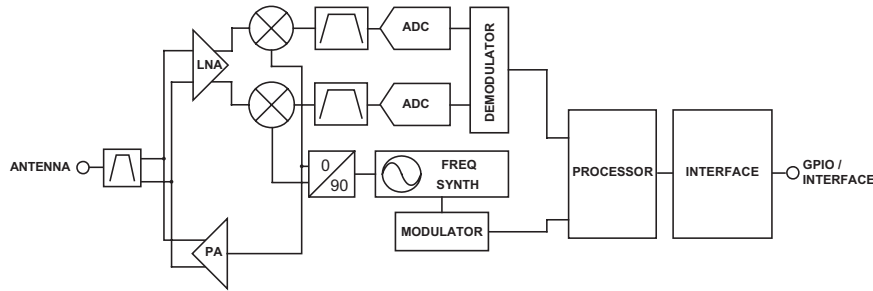 ADC
LNA
DEMODULATOR
ADC
ANTENNA
0
90
FREQ
SYNTH
PROCESSOR
INTERFACE
GPIO /
INTERFACE
MODULATOR
PA